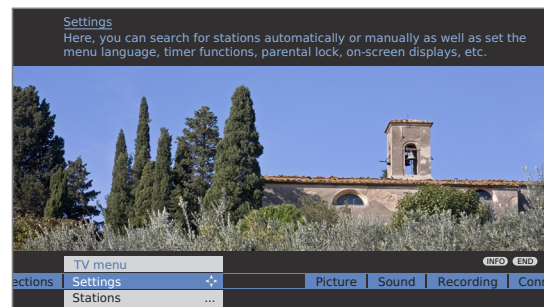 Settings
Here, you can search for stations automatically or manually as well as set the
menu language, timer functions, parental lock, on-screen displays, etc.
INFO END
TV menu
ections Settings Picture Sound Recording Conn
Stations ...